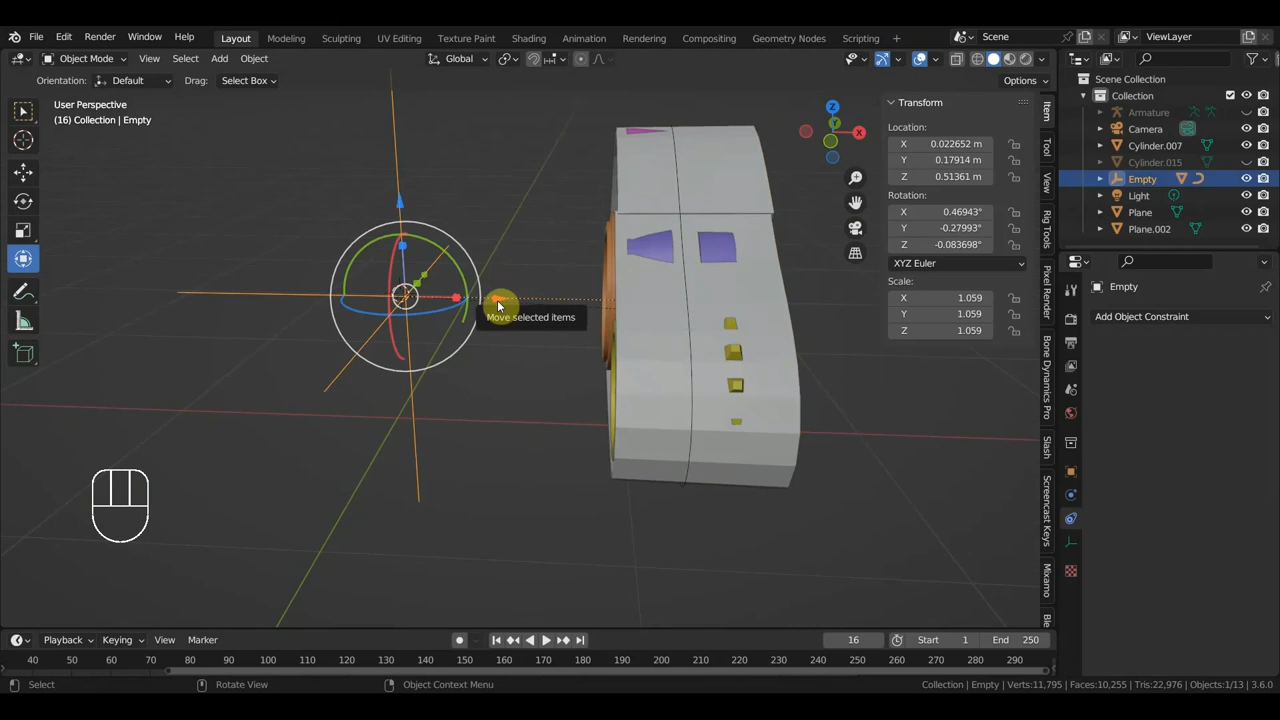 File Edit Render Window Help Layout Modeling Sculpting UV Editing Texture Paint Shading Animation Rendering Compositing Geometry Nodes Scripting Scene ViewLayer
Object Mode View Select Add Object Global
Orientation: Default Drag: Select Box Options
User Perspective
(16) Collection | Empty
Z
Y
X
Move selected items
Transform
Location:
X 0.022652 m
Y 0.17914 m
Z 0.51361 m
Rotation:
X 0.46943°
Y -0.27993°
Z -0.083698°
XYZ Euler
Scale:
X 1.059
Y 1.059
Z 1.059
Item
Tool
View
Rig Tools
Pixel Render
Bone Dynamics Pro
Slash
Screencast Keys
Mixamo
Ble
Scene Collection
Collection
Armature
Camera
Cylinder.007
Cylinder.015
Empty
Light
Plane
Plane.002
Empty
Add Object Constraint
Playback Keying View Marker 16 Start 1 End 250
40 50 60 70 80 90 100 110 120 130 140 150 160 170 180 190 200 210 220 230 240 250 260 270 280 290
Select Rotate View Object Context Menu Collection | Empty | Verts:11,795 | Faces:10,255 | Tris:22,976 | Objects:1/13 | 3.6.0